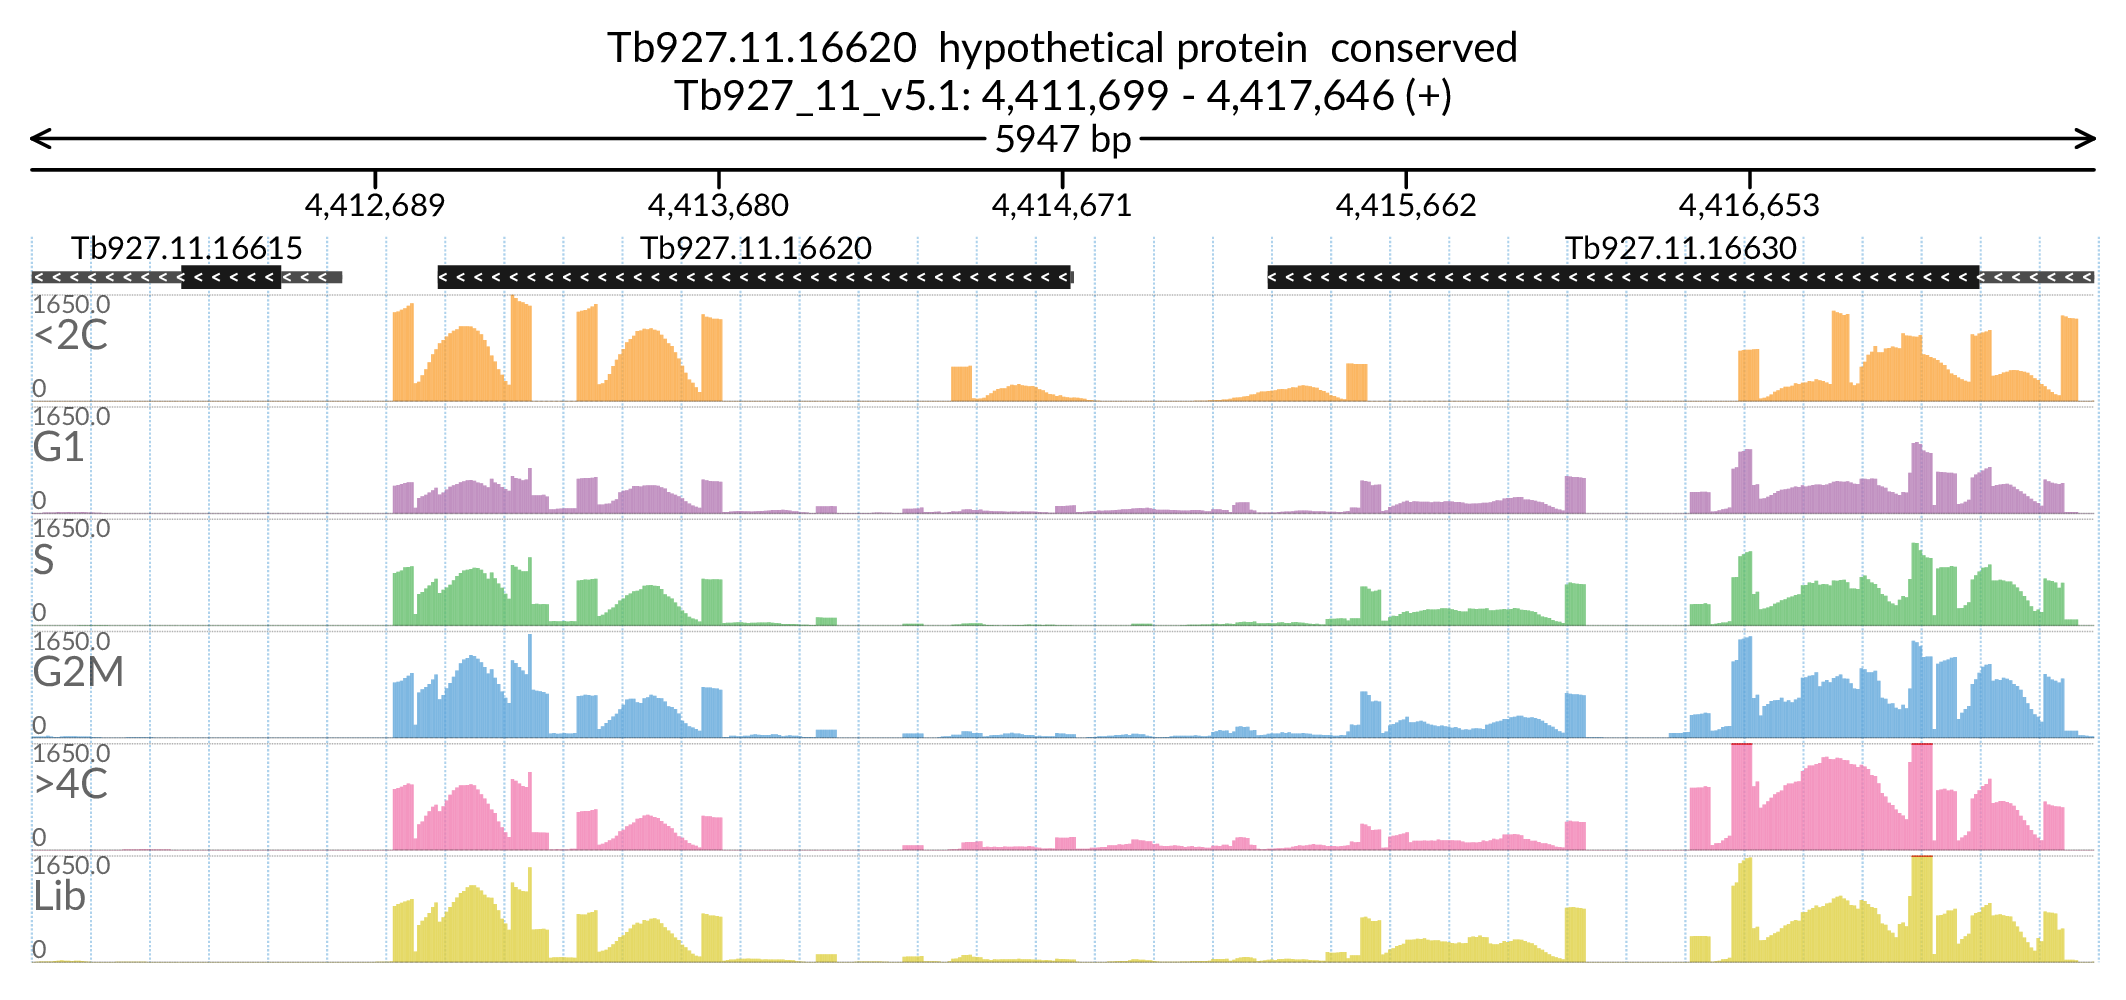 Tb927.11.16620 hypothetical protein conserved
Tb927_11_v5.1: 4,411,699 - 4,417,646 (+)
5947 bp
4,412,689 4,413,680 4,414,671 4,415,662 4,416,653
Tb927.11.16615 Tb927.11.16620 Tb927.11.16630
1650.0
<2C
0
1650.0
G1
0
1650.0
S
0
1650.0
G2M
0
1650.0
>4C
0
1650.0
Lib
0